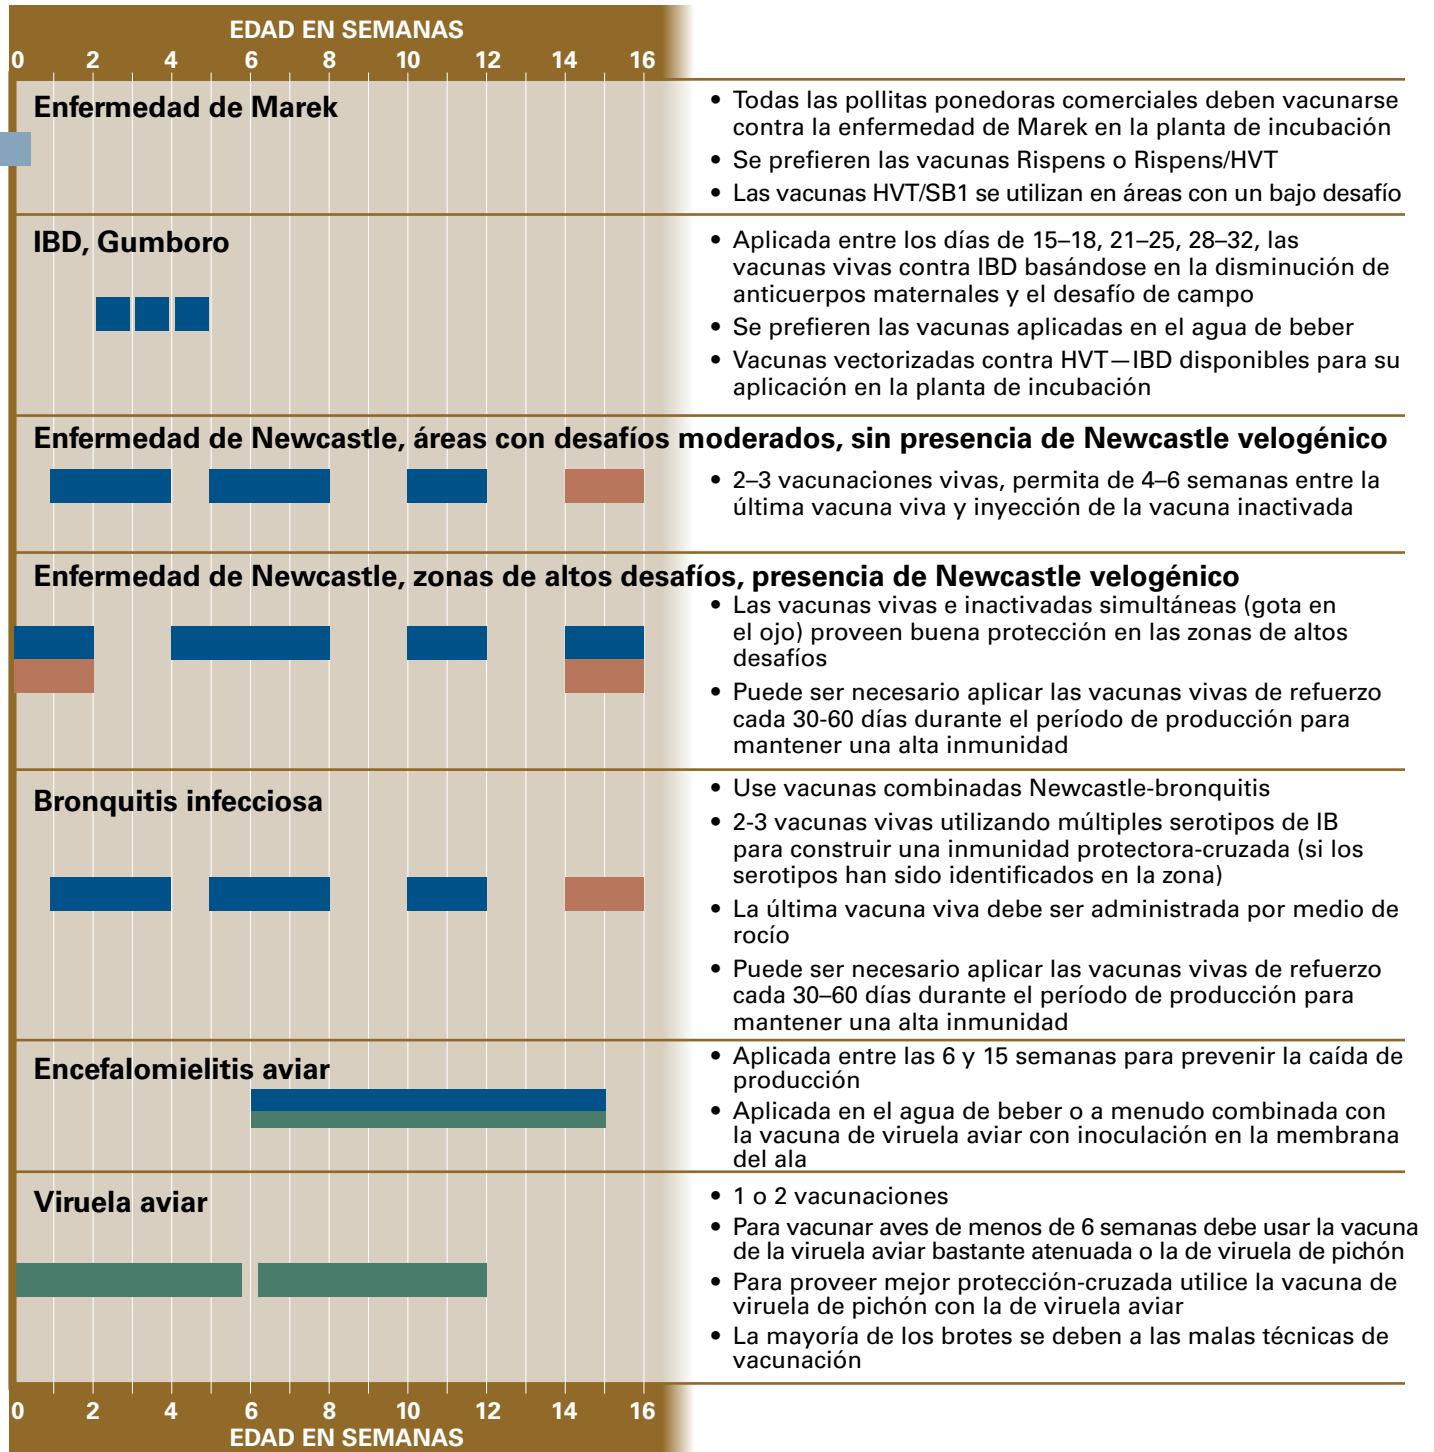 EDAD EN SEMANAS
0 2 4 6 8 10 12 14 16
Enfermedad de Marek
• Todas las pollitas ponedoras comerciales deben vacunarse
contra la enfermedad de Marek en la planta de incubación
• Se prefieren las vacunas Rispens o Rispens/HVT
• Las vacunas HVT/SB1 se utilizan en áreas con un bajo desafío
IBD, Gumboro
• Aplicada entre los días de 15–18, 21–25, 28–32, las
vacunas vivas contra IBD basándose en la disminución de
anticuerpos maternales y el desafío de campo
• Se prefieren las vacunas aplicadas en el agua de beber
• Vacunas vectorizadas contra HVT—IBD disponibles para su
aplicación en la planta de incubación
Enfermedad de Newcastle, áreas con desafíos moderados, sin presencia de Newcastle velogénico
• 2–3 vacunaciones vivas, permita de 4–6 semanas entre la
última vacuna viva y inyección de la vacuna inactivada
Enfermedad de Newcastle, zonas de altos desafíos, presencia de Newcastle velogénico
• Las vacunas vivas e inactivadas simultáneas (gota en
el ojo) proveen buena protección en las zonas de altos
desafíos
• Puede ser necesario aplicar las vacunas vivas de refuerzo
cada 30-60 días durante el período de producción para
mantener una alta inmunidad
Bronquitis infecciosa
• Use vacunas combinadas Newcastle-bronquitis
• 2-3 vacunas vivas utilizando múltiples serotipos de IB
para construir una inmunidad protectora-cruzada (si los
serotipos han sido identificados en la zona)
• La última vacuna viva debe ser administrada por medio de
rocío
• Puede ser necesario aplicar las vacunas vivas de refuerzo
cada 30–60 días durante el período de producción para
mantener una alta inmunidad
Encefalomielitis aviar
• Aplicada entre las 6 y 15 semanas para prevenir la caída de
producción
• Aplicada en el agua de beber o a menudo combinada con
la vacuna de viruela aviar con inoculación en la membrana
del ala
Viruela aviar
• 1 o 2 vacunaciones
• Para vacunar aves de menos de 6 semanas debe usar la vacuna
de la viruela aviar bastante atenuada o la de viruela de pichón
• Para proveer mejor protección-cruzada utilice la vacuna de
viruela de pichón con la de viruela aviar
• La mayoría de los brotes se deben a las malas técnicas de
vacunación
0 2 4 6 8 10 12 14 16
EDAD EN SEMANAS